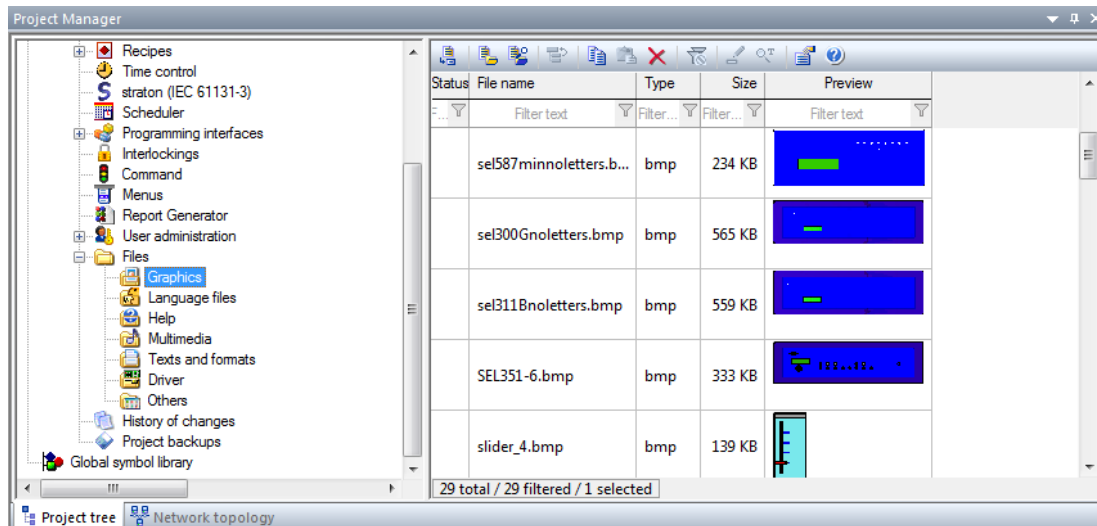 Project Manager
Recipes
Time control
straton (IEC 61131-3)
Scheduler
Programming interfaces
Interlockings
Command
Menus
Report Generator
User administration
Files
Graphics
Language files
Help
Multimedia
Texts and formats
Driver
Others
History of changes
Project backups
Global symbol library
Project tree
Network topology
Status File name Type Size Preview
F... Filter text Filter... Filter... Filter text
sel587minnoletters.b... bmp 234 KB
sel300Gnoletters.bmp bmp 565 KB
sel311Bnoletters.bmp bmp 559 KB
SEL351-6.bmp bmp 333 KB
slider_4.bmp bmp 139 KB
29 total / 29 filtered / 1 selected